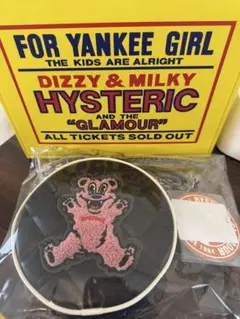 FOR YANKEE GIRL
THE KIDS ARE ALRIGHT
DIZZY & MILKY
HYSTERIC
AND THE
"GLAMOUR"
ALL TICKETS SOLD OUT